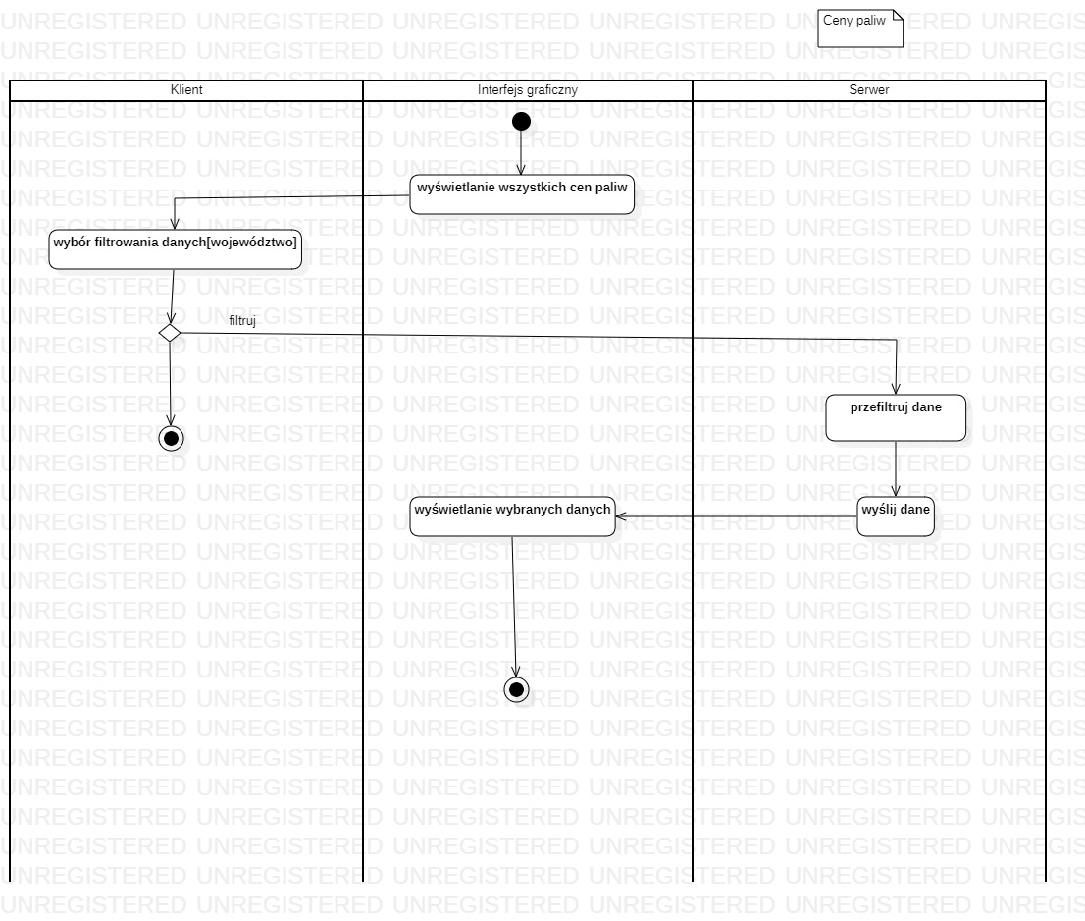 Ceny paliw
Klient
Interfejs graficzny
Serwer
wyświetlanie wszystkich cen paliw
wybór filtrowania danych[województwo]
filtruj
przefiltruj dane
wyświetlanie wybranych danych
wyślij dane
UNREGISTERED